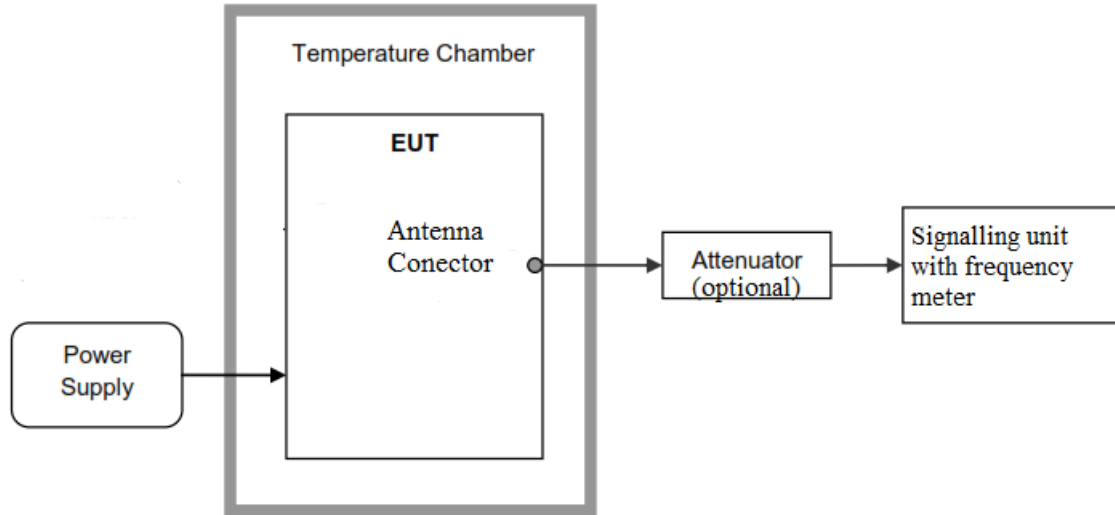 Temperature Chamber
EUT
Antenna
Conector
Attenuator
(optional)
Signalling unit
with frequency
meter
Power
Supply